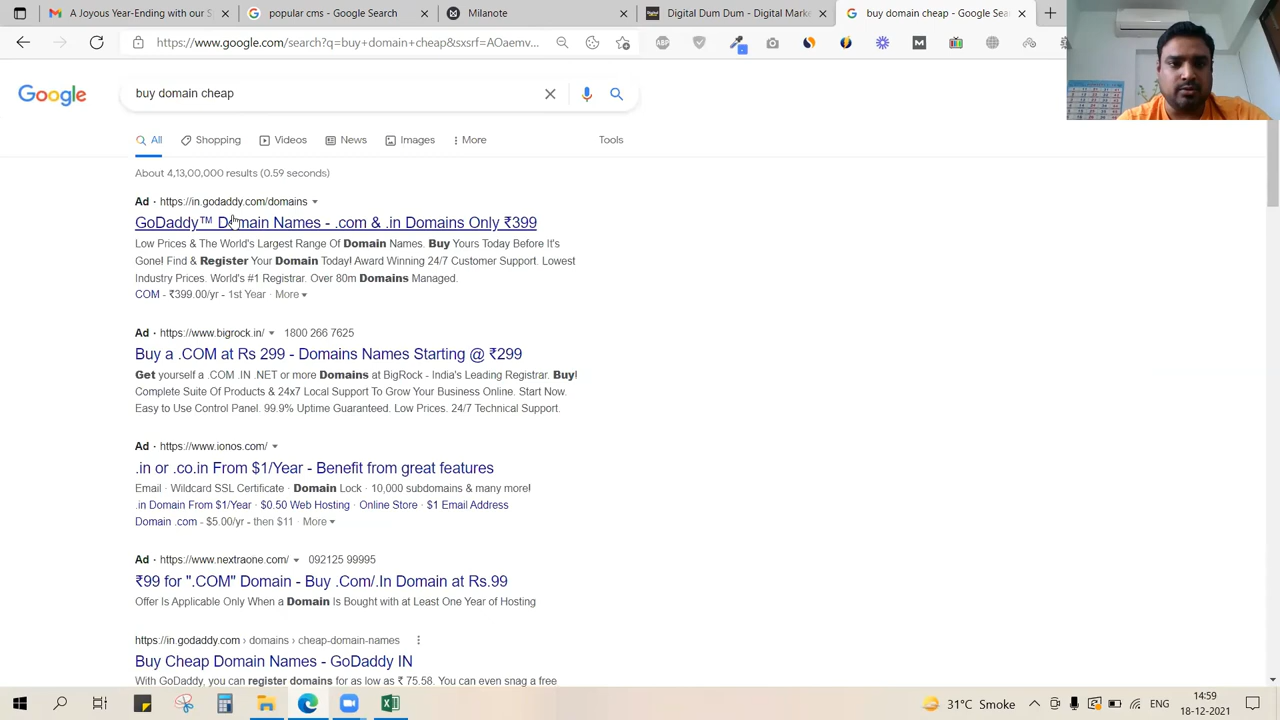 A Joyous Year with our S
support - Search Results
Milanote
Digital Dum Dum - Digital Mark
buy domain cheap - Google Sea
https://www.google.com/search?q=buy+domain+cheap&sxsrf=AOaemv...
Google
buy domain cheap
All
Shopping
Videos
News
Images
More
Tools
About 4,13,00,000 results (0.59 seconds)
Ad · https://in.godaddy.com/domains
GoDaddy™ Domain Names - .com & .in Domains Only ₹399
Low Prices & The World's Largest Range Of Domain Names. Buy Yours Today Before It's
Gone! Find & Register Your Domain Today! Award Winning 24/7 Customer Support. Lowest
Industry Prices. World's #1 Registrar. Over 80m Domains Managed.
COM - ₹399.00/yr - 1st Year · More
Ad · https://www.bigrock.in/ 1800 266 7625
Buy a .COM at Rs 299 - Domains Names Starting @ ₹299
Get yourself a .COM .IN .NET or more Domains at BigRock - India's Leading Registrar. Buy!
Complete Suite Of Products & 24x7 Local Support To Grow Your Business Online. Start Now.
Easy to Use Control Panel. 99.9% Uptime Guaranteed. Low Prices. 24/7 Technical Support.
Ad · https://www.ionos.com/
.in or .co.in From $1/Year - Benefit from great features
Email · Wildcard SSL Certificate · Domain Lock · 10,000 subdomains & many more!
.in Domain From $1/Year · $0.50 Web Hosting · Online Store · $1 Email Address
Domain .com - $5.00/yr - then $11 · More
Ad · https://www.nextraone.com/ 092125 99995
₹99 for ".COM" Domain - Buy .Com/.In Domain at Rs.99
Offer Is Applicable Only When a Domain Is Bought with at Least One Year of Hosting
https://in.godaddy.com › domains › cheap-domain-names
Buy Cheap Domain Names - GoDaddy IN
With GoDaddy, you can register domains for as low as ₹ 75.58. You can even snag a free
31°C Smoke
ENG
14:59
18-12-2021